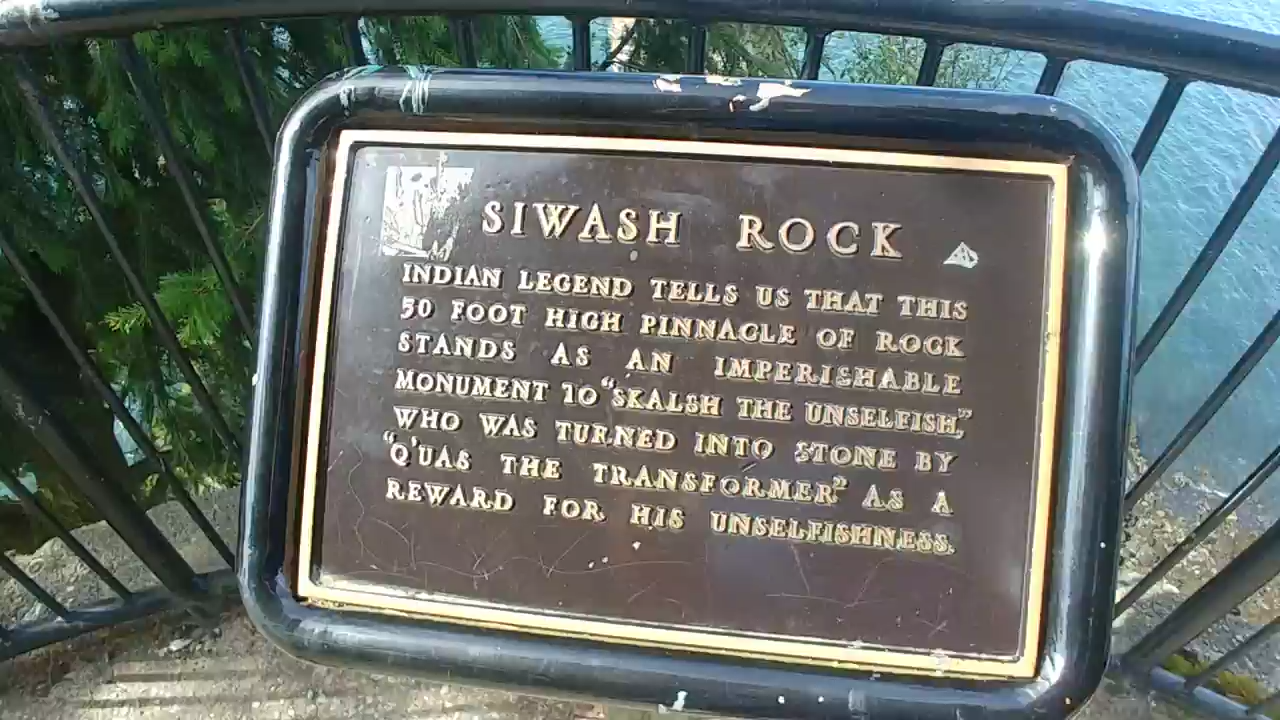 SIWASH ROCK
INDIAN LEGEND TELLS US THAT THIS
50 FOOT HIGH PINNACLE OF ROCK
STANDS AS AN IMPERISHABLE
MONUMENT TO "SKALSH THE UNSELFISH,"
WHO WAS TURNED INTO STONE BY
"Q'UAS THE TRANSFORMER" AS A
REWARD FOR HIS UNSELFISHNESS.